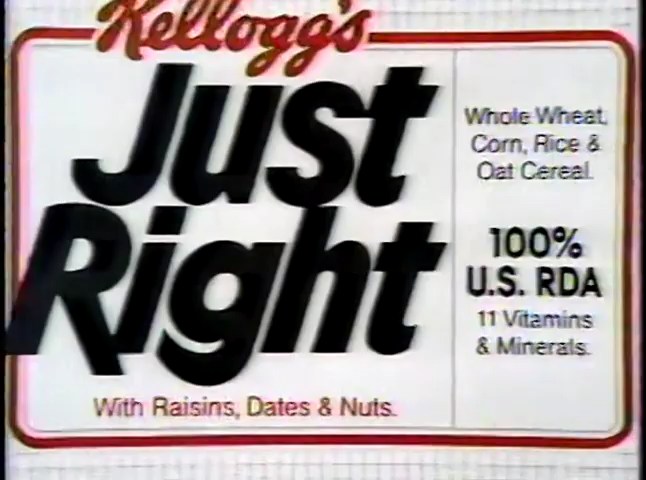 Kellogg's
Just
Right
With Raisins, Dates & Nuts.
Whole Wheat,
Corn, Rice &
Oat Cereal.
100%
U.S. RDA
11 Vitamins
& Minerals.